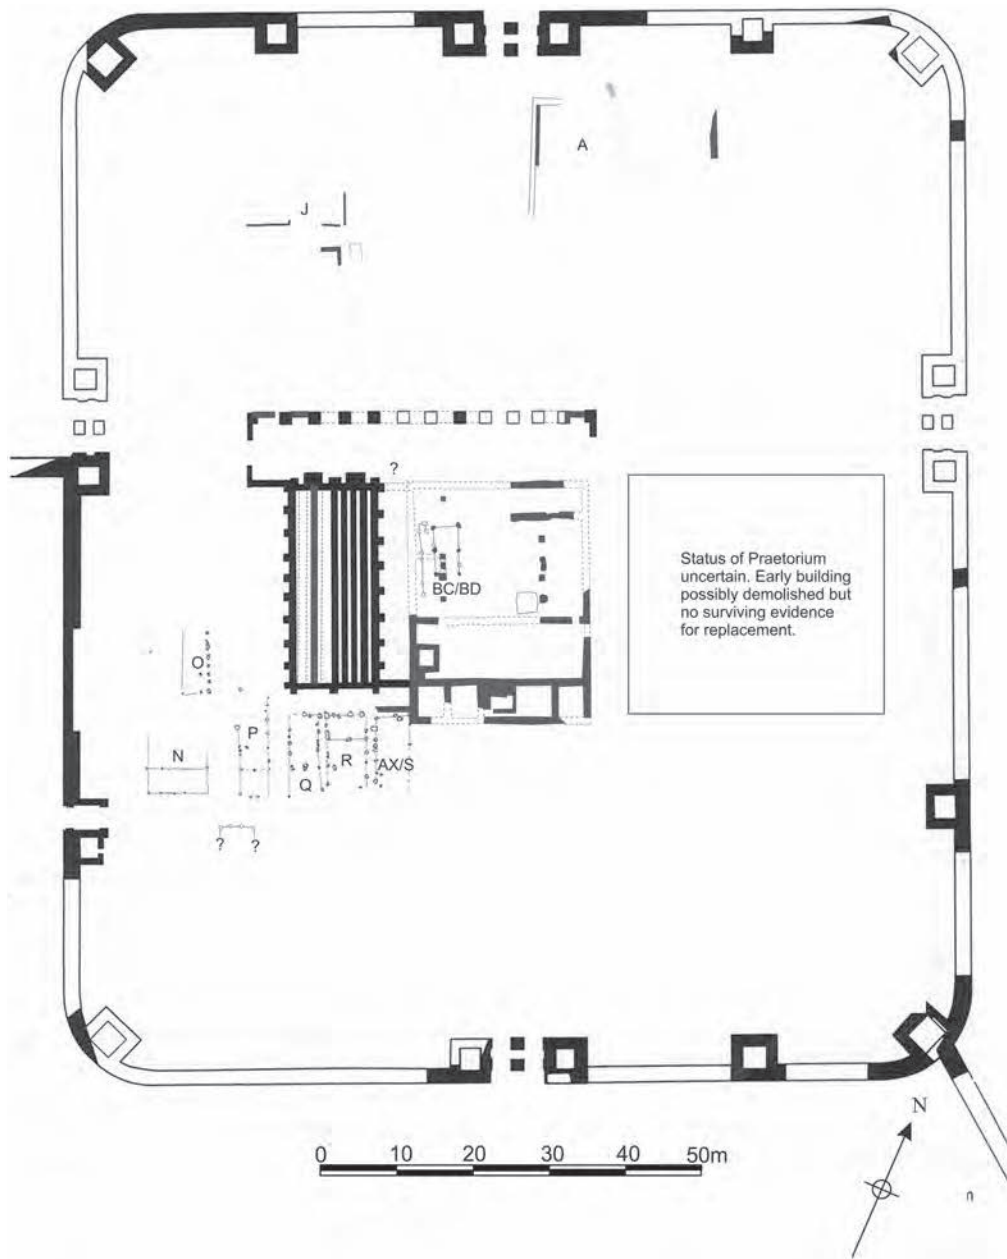 A
J
?
Status of Praetorium
uncertain. Early building
possibly demolished but
no surviving evidence
for replacement.
BC/BD
O
P
N
R
AX/S
Q
? ?
N
0 10 20 30 40 50m